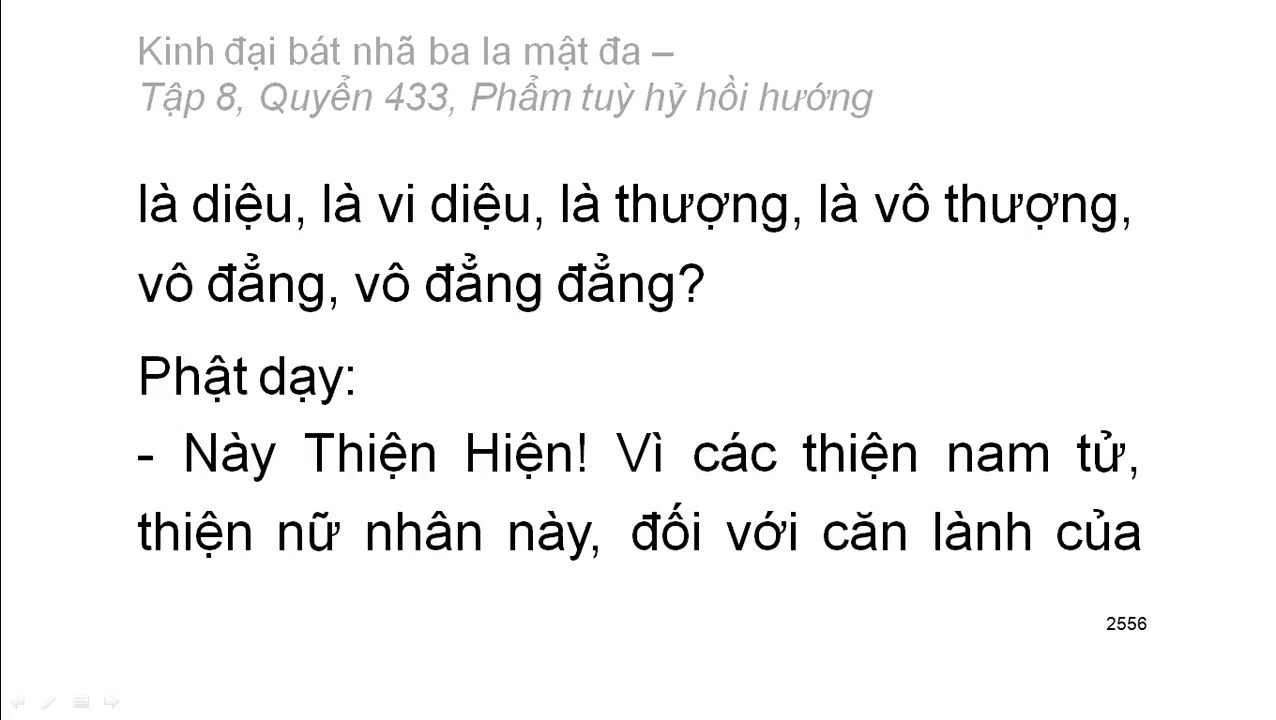 Kinh đại bát nhã ba la mật đa –
Tập 8, Quyển 433, Phẩm tuỳ hỷ hồi hướng
là diệu, là vi diệu, là thượng, là vô thượng,
vô đẳng, vô đẳng đẳng?
Phật dạy:
- Này Thiện Hiện! Vì các thiện nam tử,
thiện nữ nhân này, đối với căn lành của
2556